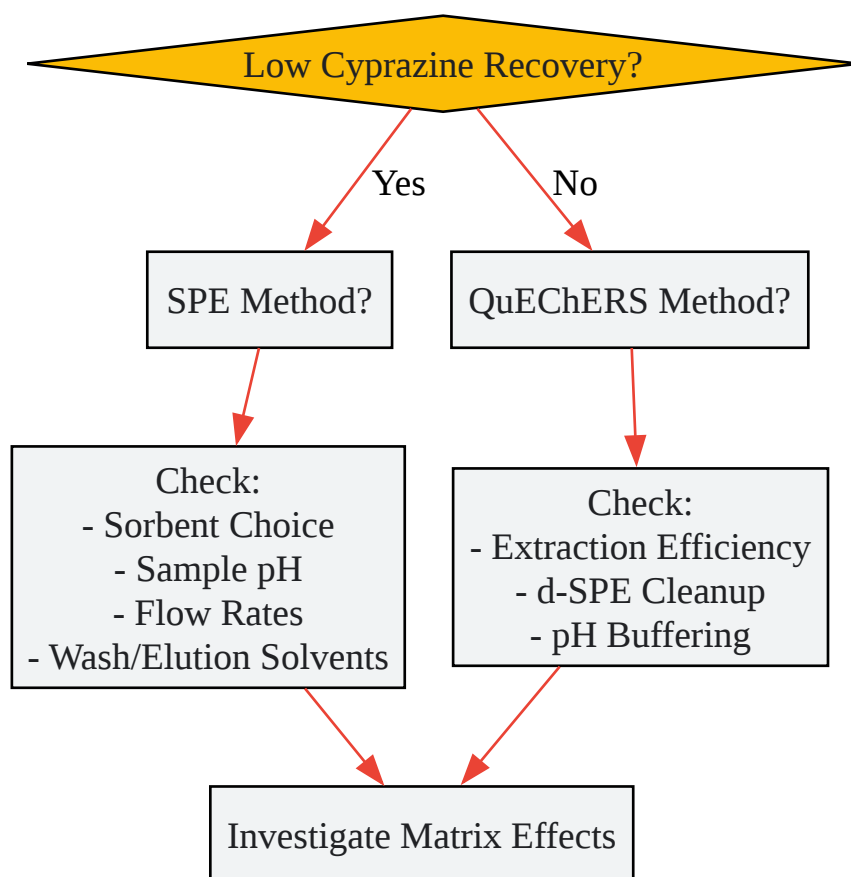 Low Cyprazine Recovery?
Yes
No
SPE Method?
QuEChERS Method?
Check:
- Sorbent Choice
- Sample pH
- Flow Rates
- Wash/Elution Solvents
Check:
- Extraction Efficiency
- d-SPE Cleanup
- pH Buffering
Investigate Matrix Effects